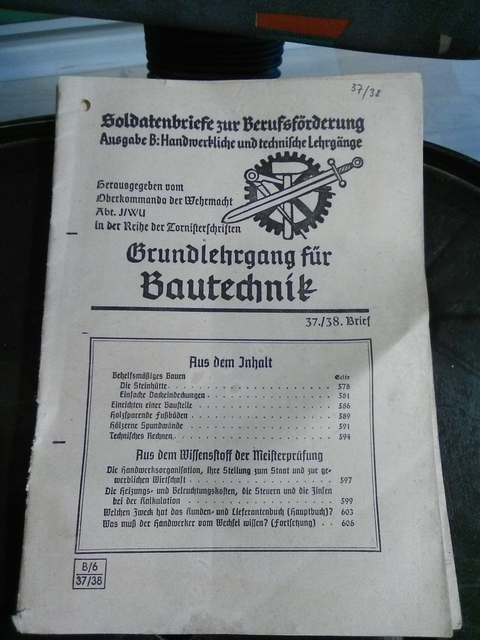 37/38
Soldatenbriefe zur Berufsförderung
Ausgabe B: Handwerkliche und technische Lehrgänge
Herausgegeben vom
Oberkommando der Wehrmacht
Abt. J/WU
in der Reihe der Tornisterschriften
Grundlehrgang für
Bautechnik
37./38. Brief
Aus dem Inhalt
Behelfsmäßiges Bauen Seite
Die Steinhütte . . . . . . . . . . . . . . . . . . . 578
Einfache Dacheindeckungen . . . . . . . . . . . . . 581
Einrichten einer Baustelle . . . . . . . . . . . . . . . 586
Holzsparende Fußböden . . . . . . . . . . . . . . . . 589
Hölzerne Spundwände . . . . . . . . . . . . . . . . . 591
Technisches Rechnen . . . . . . . . . . . . . . . . . . 594
Aus dem Wissensstoff der Meisterprüfung
Die Handwerksorganisation, ihre Stellung zum Staat und zur ge-
werblichen Wirtschaft . . . . . . . . . . . . . . . . 597
Die Heizungs- und Beleuchtungskosten, die Steuern und die Zinsen
bei der Kalkulation . . . . . . . . . . . . . . . . . 599
Welchen Zweck hat das Kunden- und Lieferantenbuch (Hauptbuch)? 603
Was muß der Handwerker vom Wechsel wissen? (Fortsetzung) . . 606
B/6
37/38